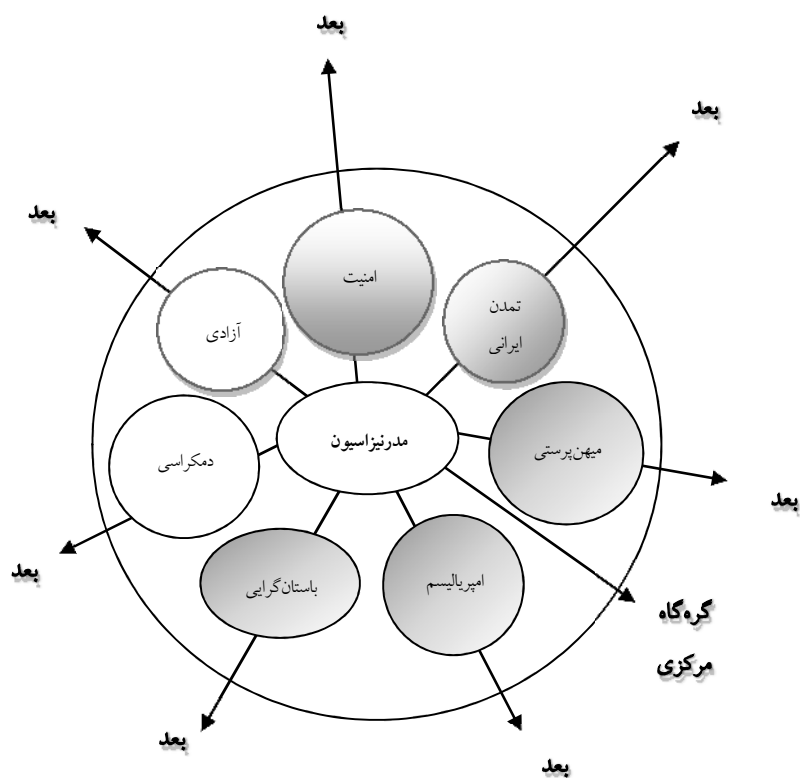 بعد
بعد
بعد
امنیت
تمدن
ایرانی
آزادی
مدرنیزاسیون
میهن‌پرستی
دمکراسی
بعد
بعد
باستان‌گرایی
امپریالیسم
گره‌گاه
مرکزی
بعد
بعد